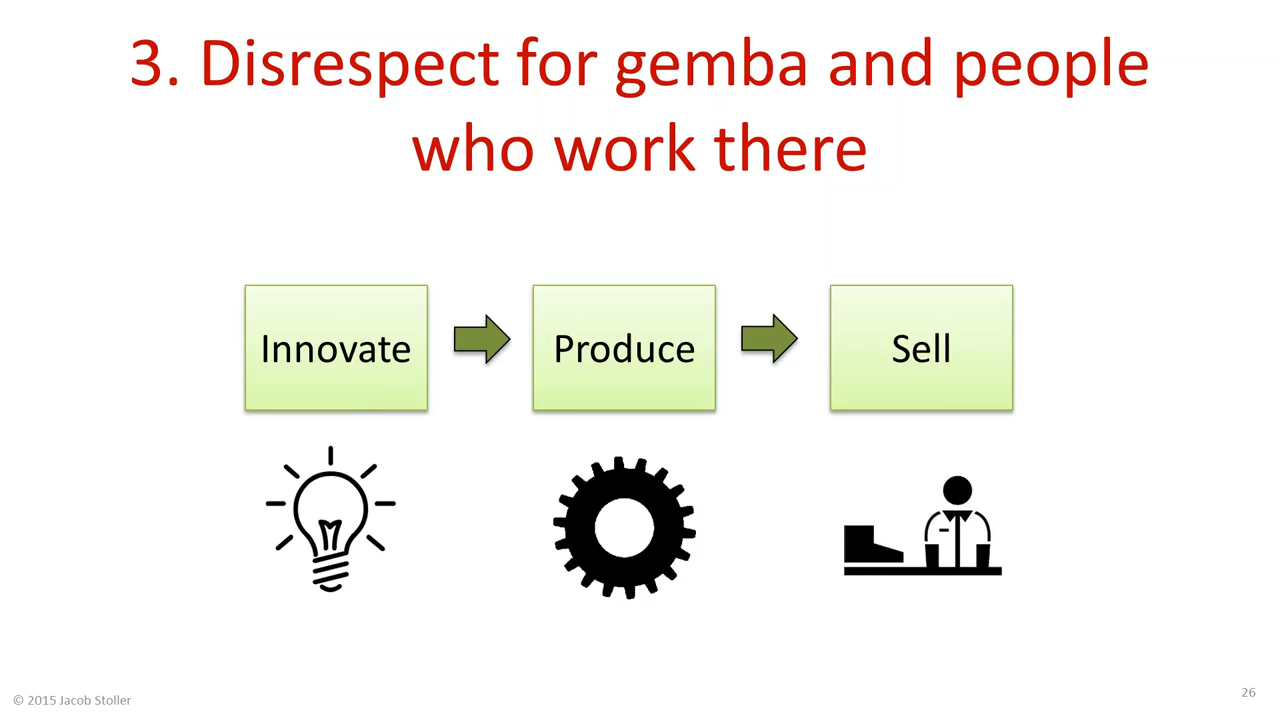 3. Disrespect for gemba and people
who work there
Innovate
Produce
Sell
© 2015 Jacob Stoller
26